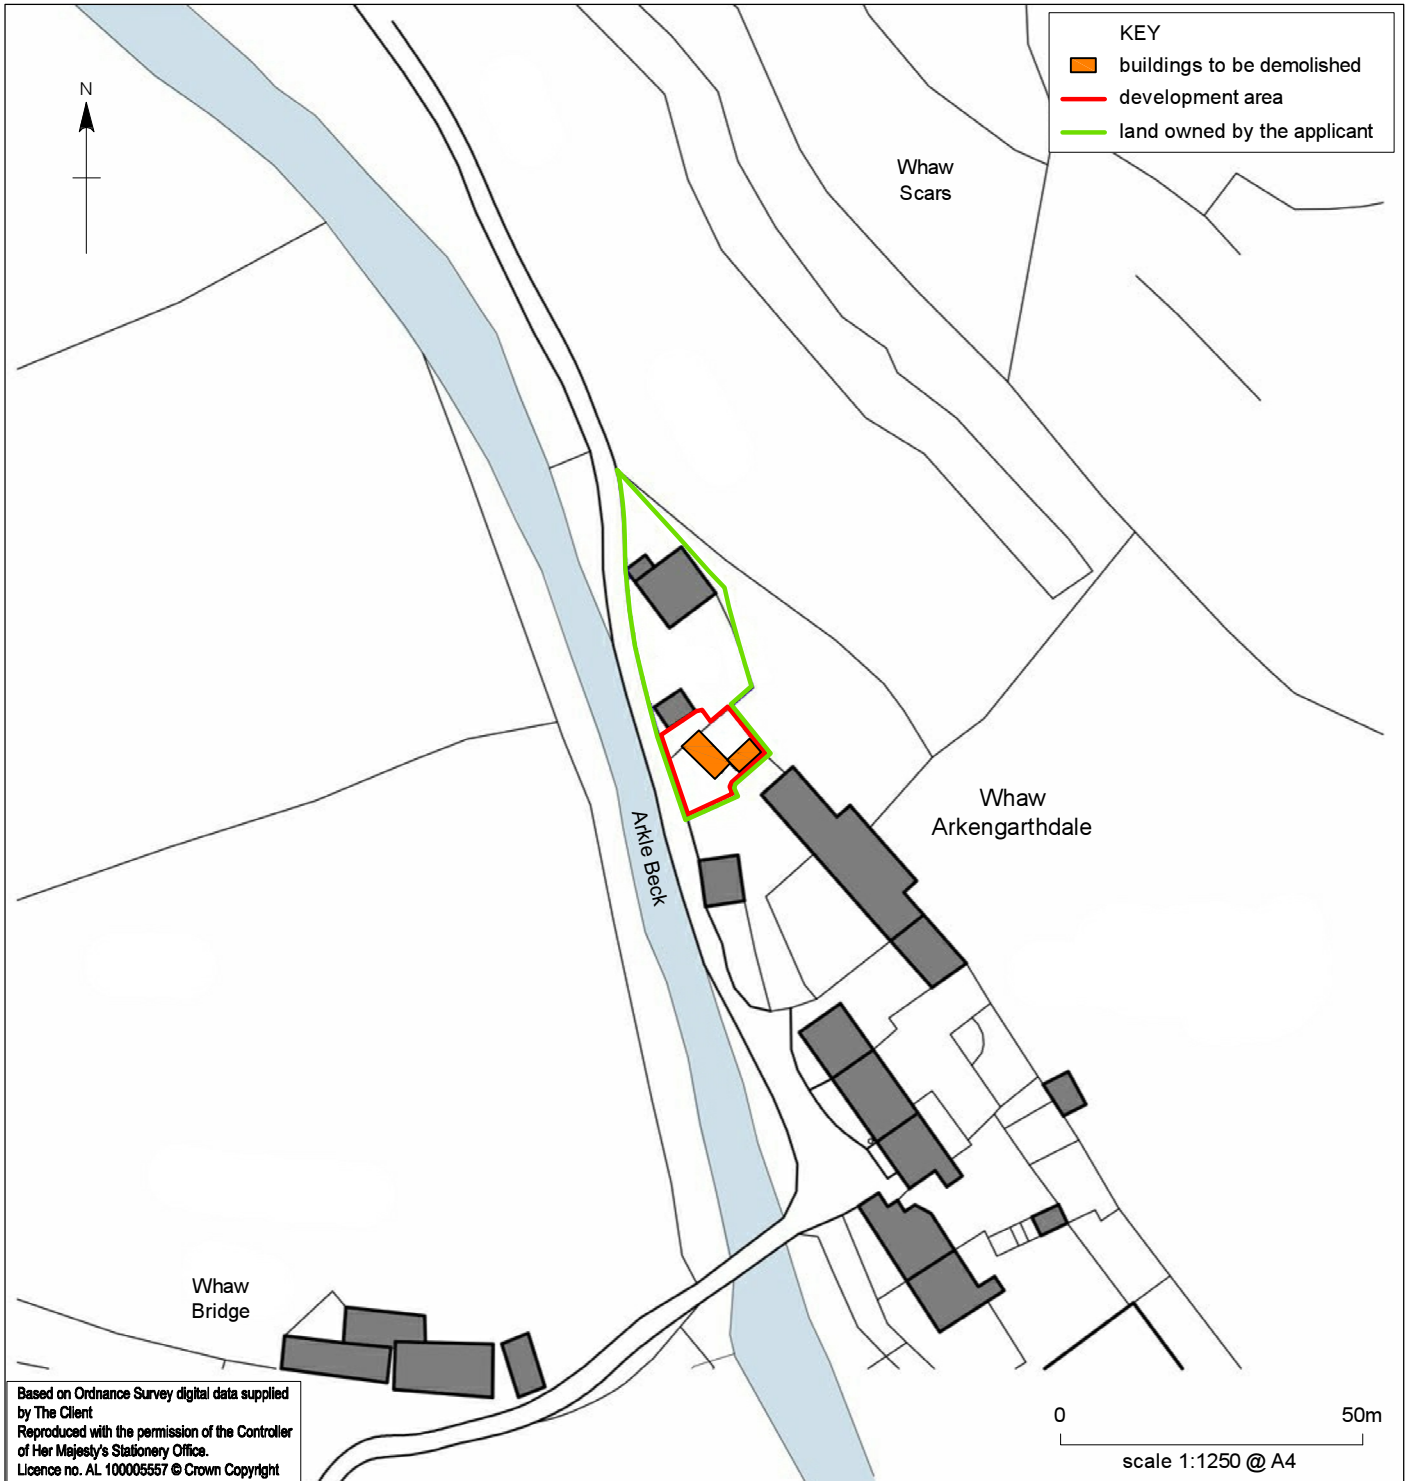 KEY
buildings to be demolished
development area
land owned by the applicant
N
Whaw
Scars
Whaw
Arkengarthdale
Arkle Beck
Whaw
Bridge
Based on Ordnance Survey digital data supplied
by The Client
Reproduced with the permission of the Controller
of Her Majesty's Stationery Office.
Licence no. AL 100005557 © Crown Copyright
0 50m
scale 1:1250 @ A4